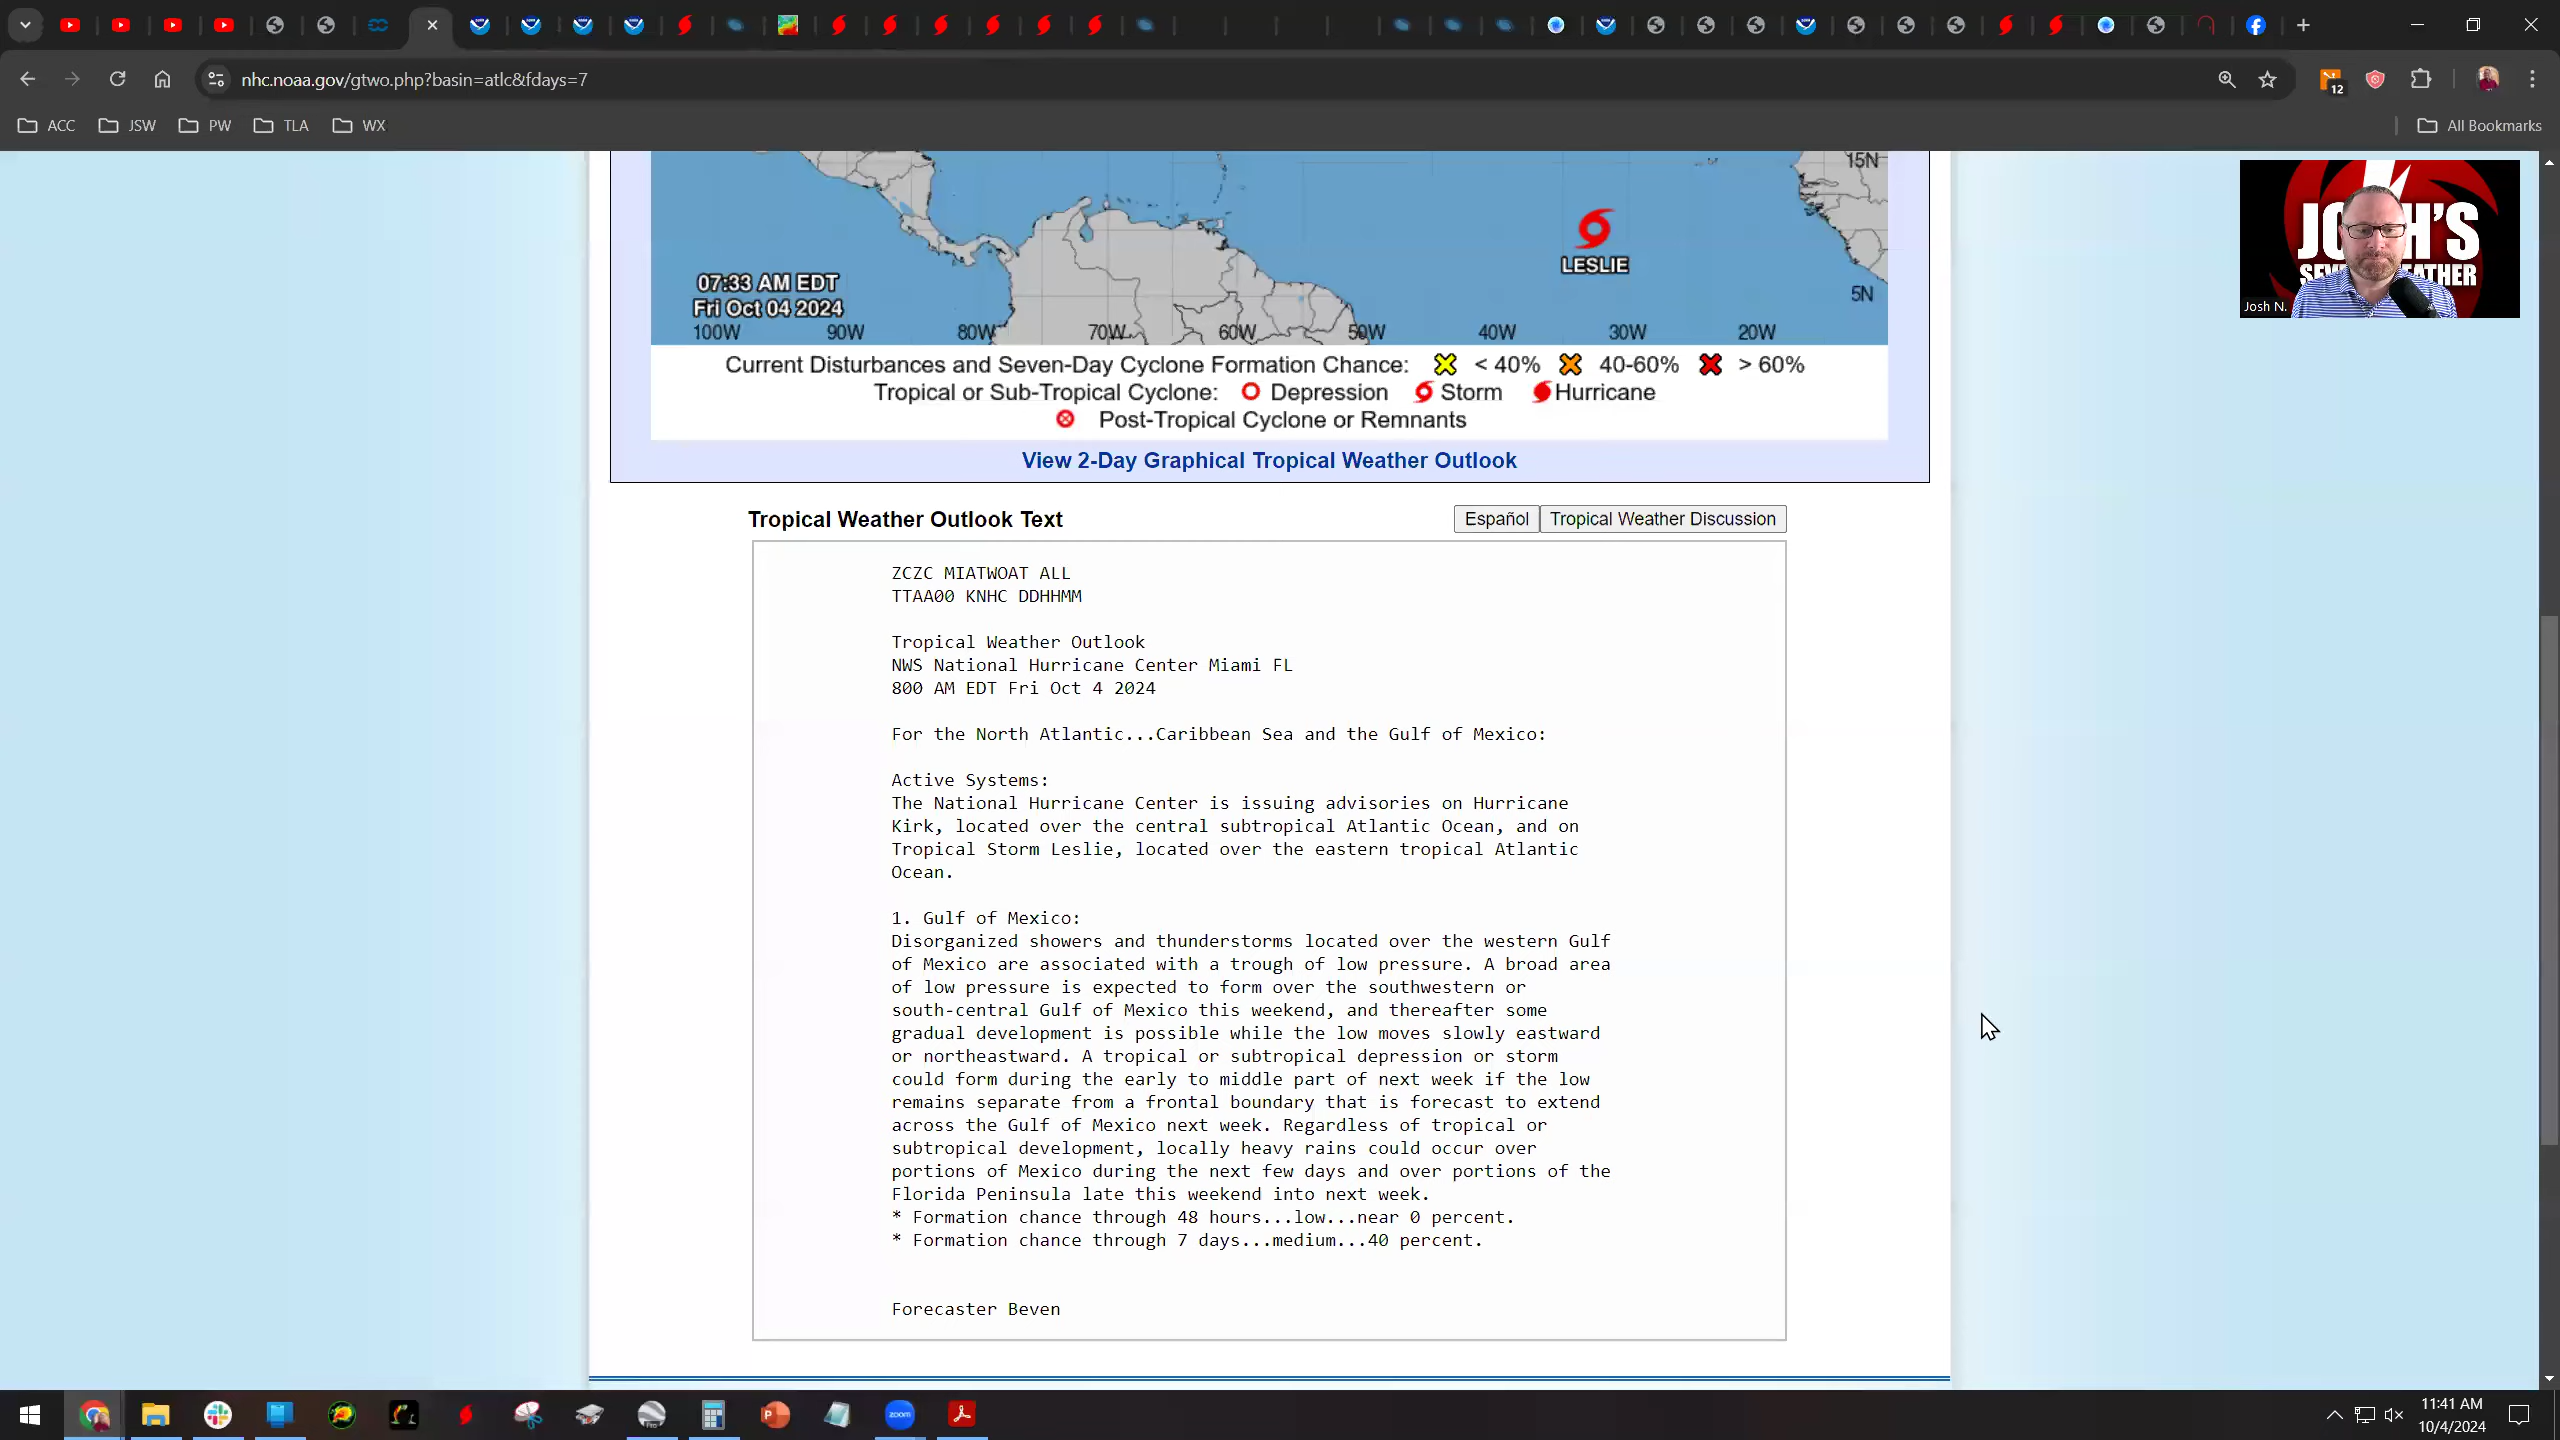 nhc.noaa.gov/gtwo.php?basin=atlc&fdays=7
12
ACC
JSW
PW
TLA
WX
All Bookmarks
15N
LESLIE
5N
07:33 AM EDT
Fri Oct 04 2024
100W 90W 80W 70W 60W 50W 40W 30W 20W
Current Disturbances and Seven-Day Cyclone Formation Chance: < 40% 40-60% > 60%
Tropical or Sub-Tropical Cyclone: Depression Storm Hurricane
Post-Tropical Cyclone or Remnants
View 2-Day Graphical Tropical Weather Outlook
Josh N.
Tropical Weather Outlook Text
Español
Tropical Weather Discussion
ZCZC MIATWOAT ALL
TTAA00 KNHC DDHHMM
Tropical Weather Outlook
NWS National Hurricane Center Miami FL
800 AM EDT Fri Oct 4 2024
For the North Atlantic...Caribbean Sea and the Gulf of Mexico:
Active Systems:
The National Hurricane Center is issuing advisories on Hurricane
Kirk, located over the central subtropical Atlantic Ocean, and on
Tropical Storm Leslie, located over the eastern tropical Atlantic
Ocean.
1. Gulf of Mexico:
Disorganized showers and thunderstorms located over the western Gulf
of Mexico are associated with a trough of low pressure. A broad area
of low pressure is expected to form over the southwestern or
south-central Gulf of Mexico this weekend, and thereafter some
gradual development is possible while the low moves slowly eastward
or northeastward. A tropical or subtropical depression or storm
could form during the early to middle part of next week if the low
remains separate from a frontal boundary that is forecast to extend
across the Gulf of Mexico next week. Regardless of tropical or
subtropical development, locally heavy rains could occur over
portions of Mexico during the next few days and over portions of the
Florida Peninsula late this weekend into next week.
* Formation chance through 48 hours...low...near 0 percent.
* Formation chance through 7 days...medium...40 percent.
Forecaster Beven
zoom
11:41 AM
10/4/2024